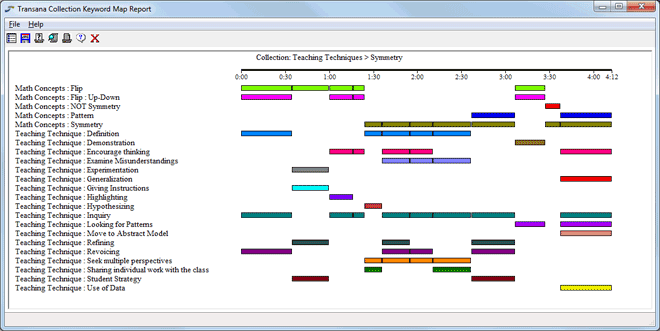 Transana Collection Keyword Map Report
File Help
Collection: Teaching Techniques > Symmetry
0:00 0:30 1:00 1:30 2:00 2:30 3:00 3:30 4:00 4:12
Math Concepts : Flip
Math Concepts : Flip : Up-Down
Math Concepts : NOT Symmetry
Math Concepts : Pattern
Math Concepts : Symmetry
Teaching Technique : Definition
Teaching Technique : Demonstration
Teaching Technique : Encourage thinking
Teaching Technique : Examine Misunderstandings
Teaching Technique : Experimentation
Teaching Technique : Generalization
Teaching Technique : Giving Instructions
Teaching Technique : Highlighting
Teaching Technique : Hypothesizing
Teaching Technique : Inquiry
Teaching Technique : Looking for Patterns
Teaching Technique : Move to Abstract Model
Teaching Technique : Refining
Teaching Technique : Revoicing
Teaching Technique : Seek multiple perspectives
Teaching Technique : Sharing individual work with the class
Teaching Technique : Student Strategy
Teaching Technique : Use of Data